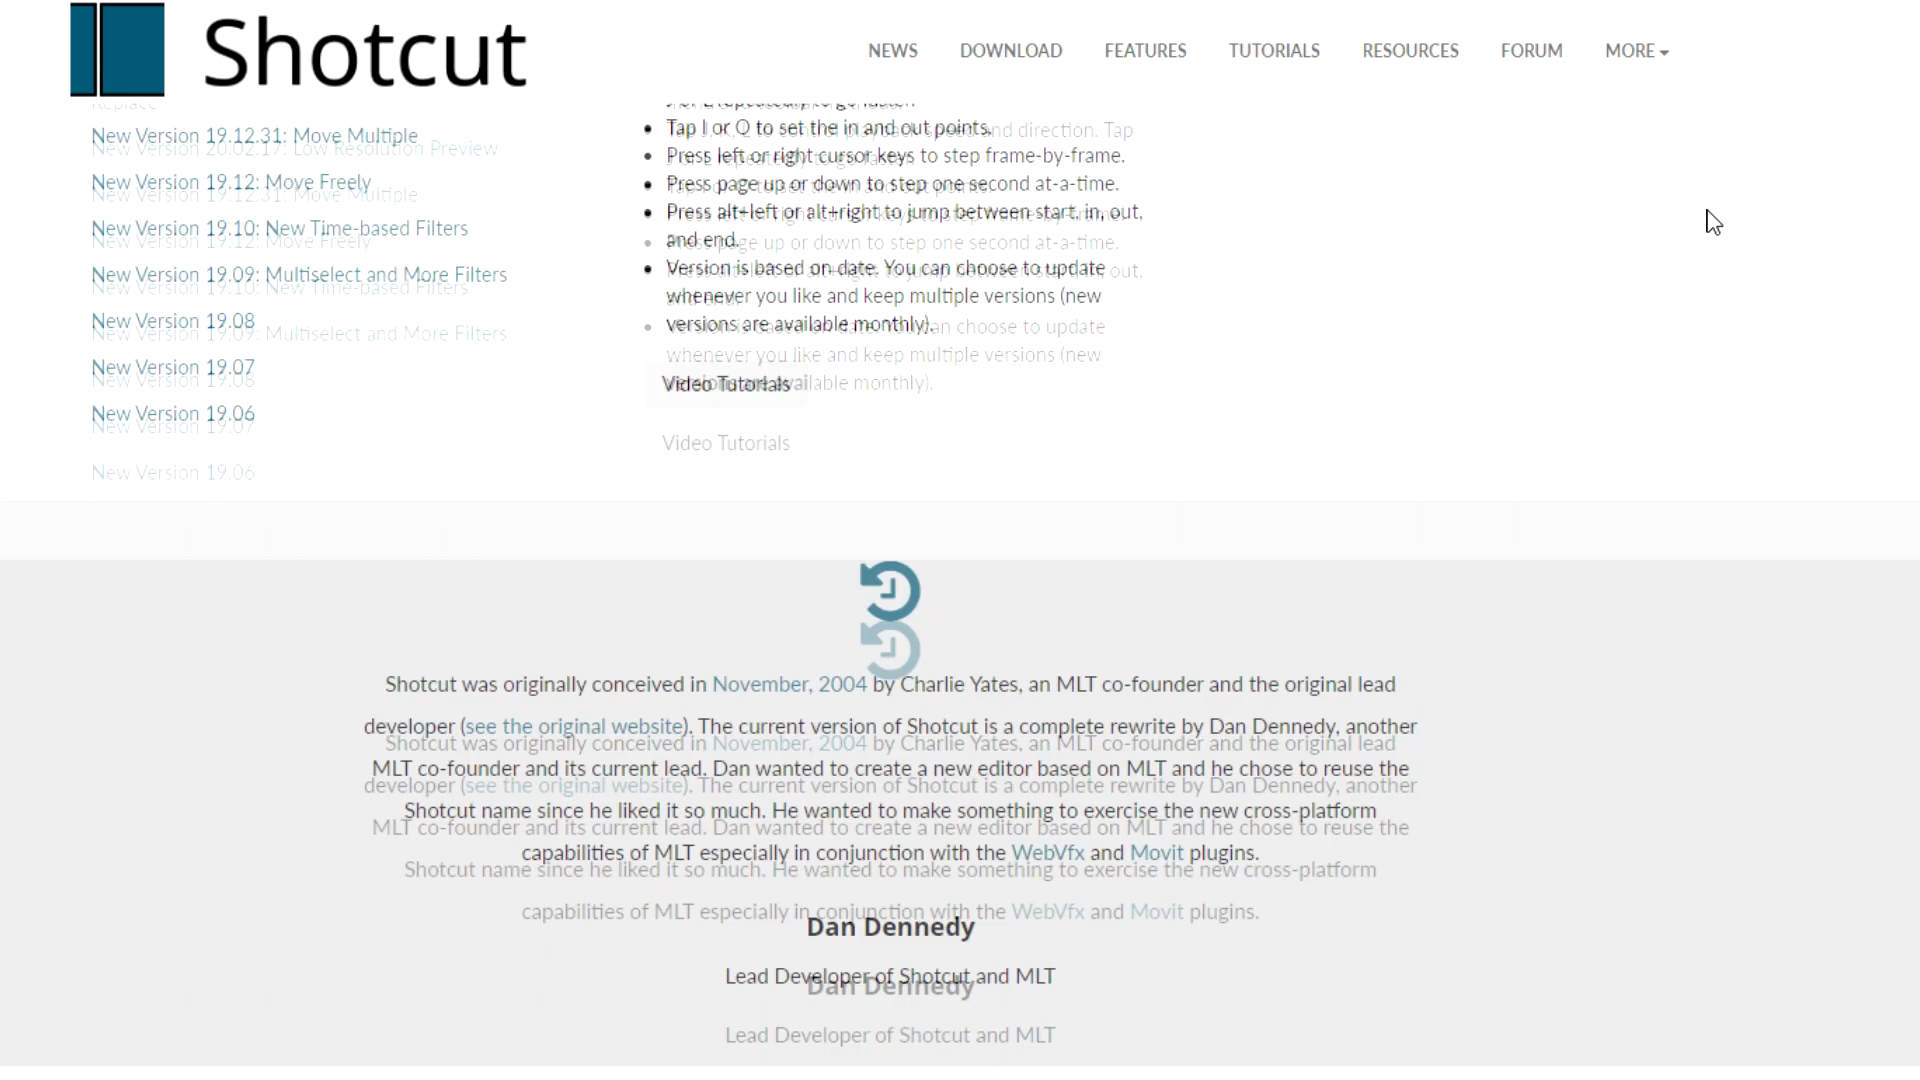 Shotcut
NEWS
DOWNLOAD
FEATURES
TUTORIALS
RESOURCES
FORUM
MORE
Replace
New Version 19.12.31: Move Multiple
New Version 20.02.17: Low Resolution Preview
New Version 19.12: Move Freely
New Version 19.12.31: Move Multiple
New Version 19.10: New Time-based Filters
New Version 19.12: Move Freely
New Version 19.09: Multiselect and More Filters
New Version 19.10: New Time-based Filters
New Version 19.08
New Version 19.09: Multiselect and More Filters
New Version 19.07
New Version 19.08
New Version 19.06
New Version 19.07
New Version 19.06
J or L repeatedly to go faster.
Tap I or O to set the in and out points.
Press left or right cursor keys to step frame-by-frame.
Press page up or down to step one second at-a-time.
Press alt+left or alt+right to jump between start, in, out,
and end.
Press page up or down to step one second at-a-time.
Version is based on date. You can choose to update
whenever you like and keep multiple versions (new
versions are available monthly).
whenever you like and keep multiple versions (new
versions are available monthly).
Video Tutorials
Video Tutorials
Shotcut was originally conceived in November, 2004 by Charlie Yates, an MLT co-founder and the original lead
developer (see the original website). The current version of Shotcut is a complete rewrite by Dan Dennedy, another
Shotcut was originally conceived in November, 2004 by Charlie Yates, an MLT co-founder and the original lead
MLT co-founder and its current lead. Dan wanted to create a new editor based on MLT and he chose to reuse the
developer (see the original website). The current version of Shotcut is a complete rewrite by Dan Dennedy, another
Shotcut name since he liked it so much. He wanted to make something to exercise the new cross-platform
MLT co-founder and its current lead. Dan wanted to create a new editor based on MLT and he chose to reuse the
capabilities of MLT especially in conjunction with the WebVfx and Movit plugins.
Shotcut name since he liked it so much. He wanted to make something to exercise the new cross-platform
capabilities of MLT especially in conjunction with the WebVfx and Movit plugins.
Dan Dennedy
Lead Developer of Shotcut and MLT
Dan Dennedy
Lead Developer of Shotcut and MLT